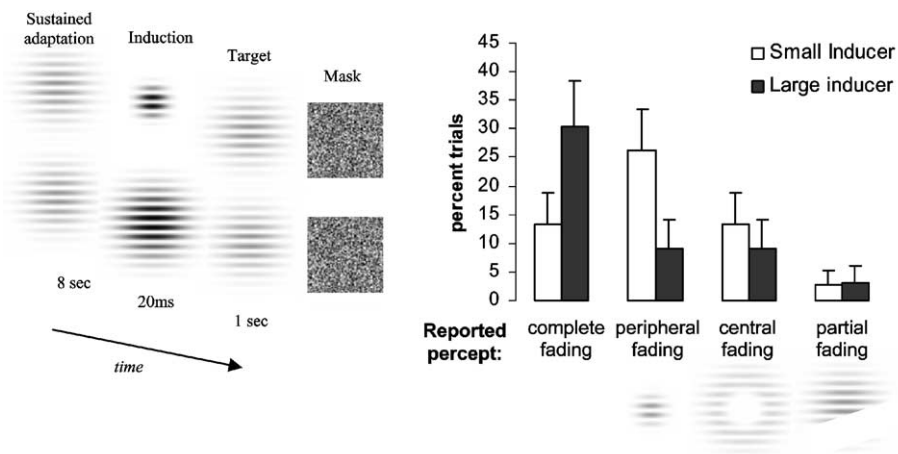 Sustained
adaptation
Induction
Target
Mask
8 sec
20ms
1 sec
time
45
40
35
30
25
20
15
10
5
0
percent trials
Small Inducer
Large inducer
Reported
percept:
complete
fading
peripheral
fading
central
fading
partial
fading